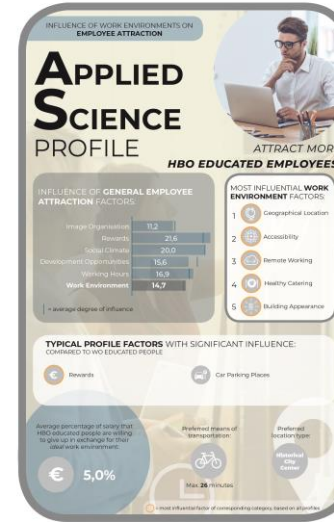 INFLUENCE OF WORK ENVIRONMENTS ON
EMPLOYEE ATTRACTION
APPLIED
SCIENCE
PROFILE
ATTRACT MOR
HBO EDUCATED EMPLOYEES
INFLUENCE OF GENERAL EMPLOYEE
ATTRACTION FACTORS:
Image Organisation 11,2
Rewards 21,6
Social Climate 20,0
Development Opportunities 15,6
Working Hours 16,9
Work Environment 14,7
= average degree of influence
MOST INFLUENTIAL WORK
ENVIRONMENT FACTORS:
1 Geographical Location
2 Accessibility
3 Remote Working
4 Healthy Catering
5 Building Appearance
TYPICAL PROFILE FACTORS WITH SIGNIFICANT INFLUENCE:
COMPARED TO WO EDUCATED PEOPLE
Rewards
Car Parking Places
Average percentage of salary that
HBO educated people are willing
to give up in exchange for their
ideal work environment:
€ 5,0%
Preferred means of
transportation:
Max. 26 minutes
Preferred
location type:
Historical
City
Center
= most influential factor of corresponding category, based on all profiles